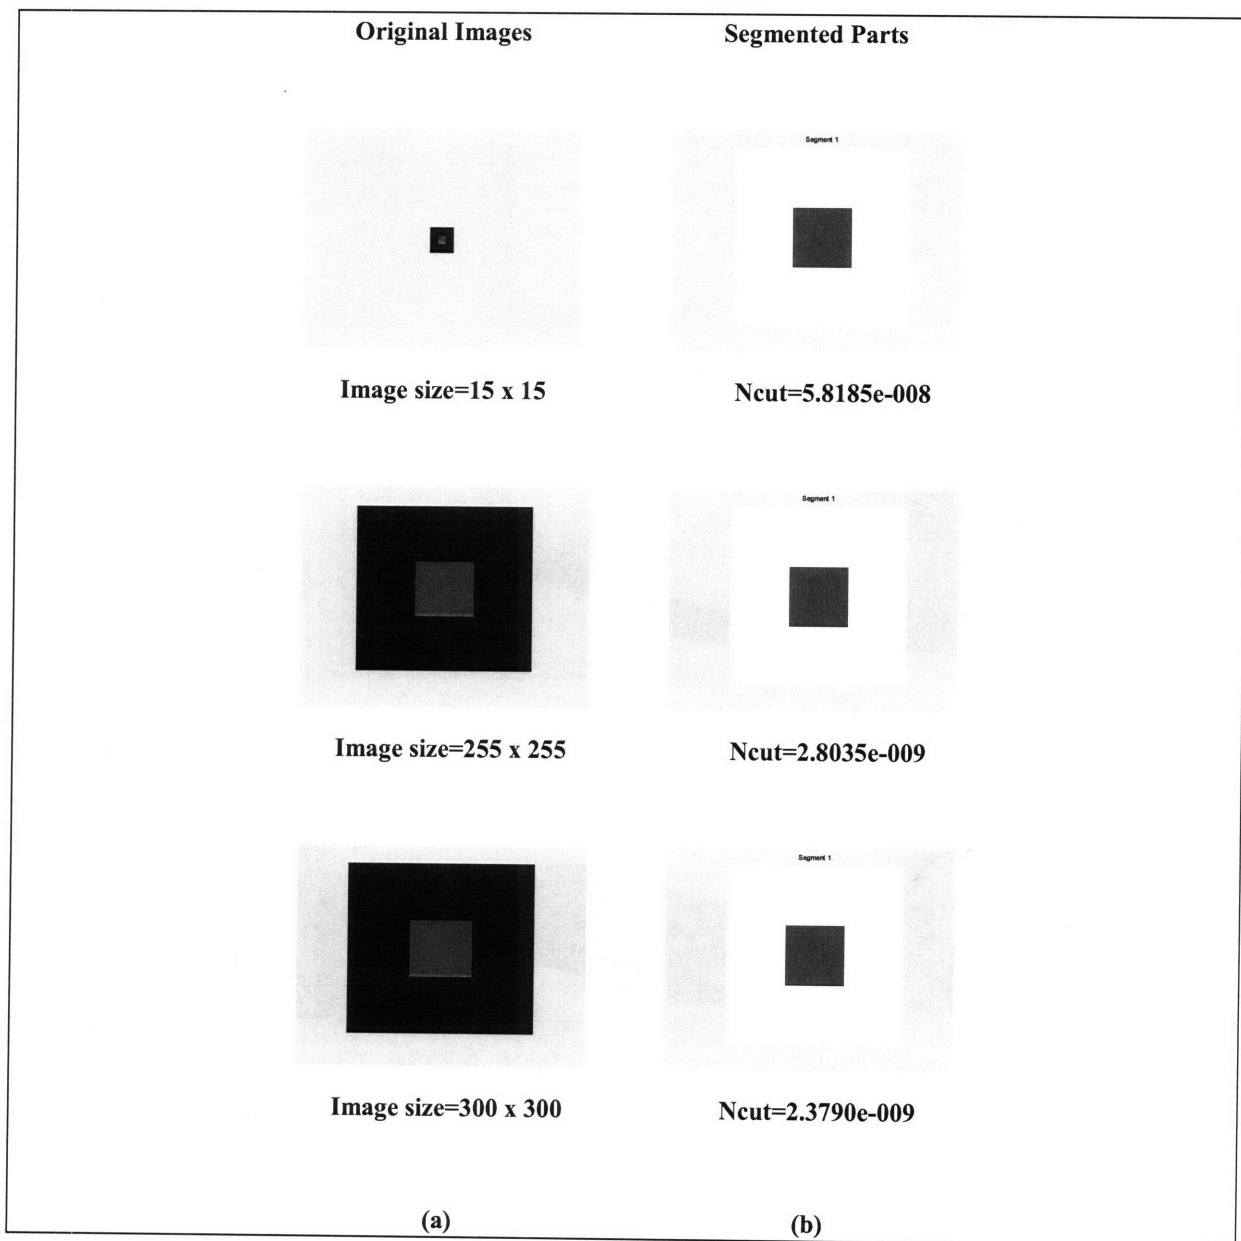 Original Images
Segmented Parts
Segment 1
Image size=15 x 15
Ncut=5.8185e-008
Segment 1
Image size=255 x 255
Ncut=2.8035e-009
Segment 1
Image size=300 x 300
Ncut=2.3790e-009
(a)
(b)